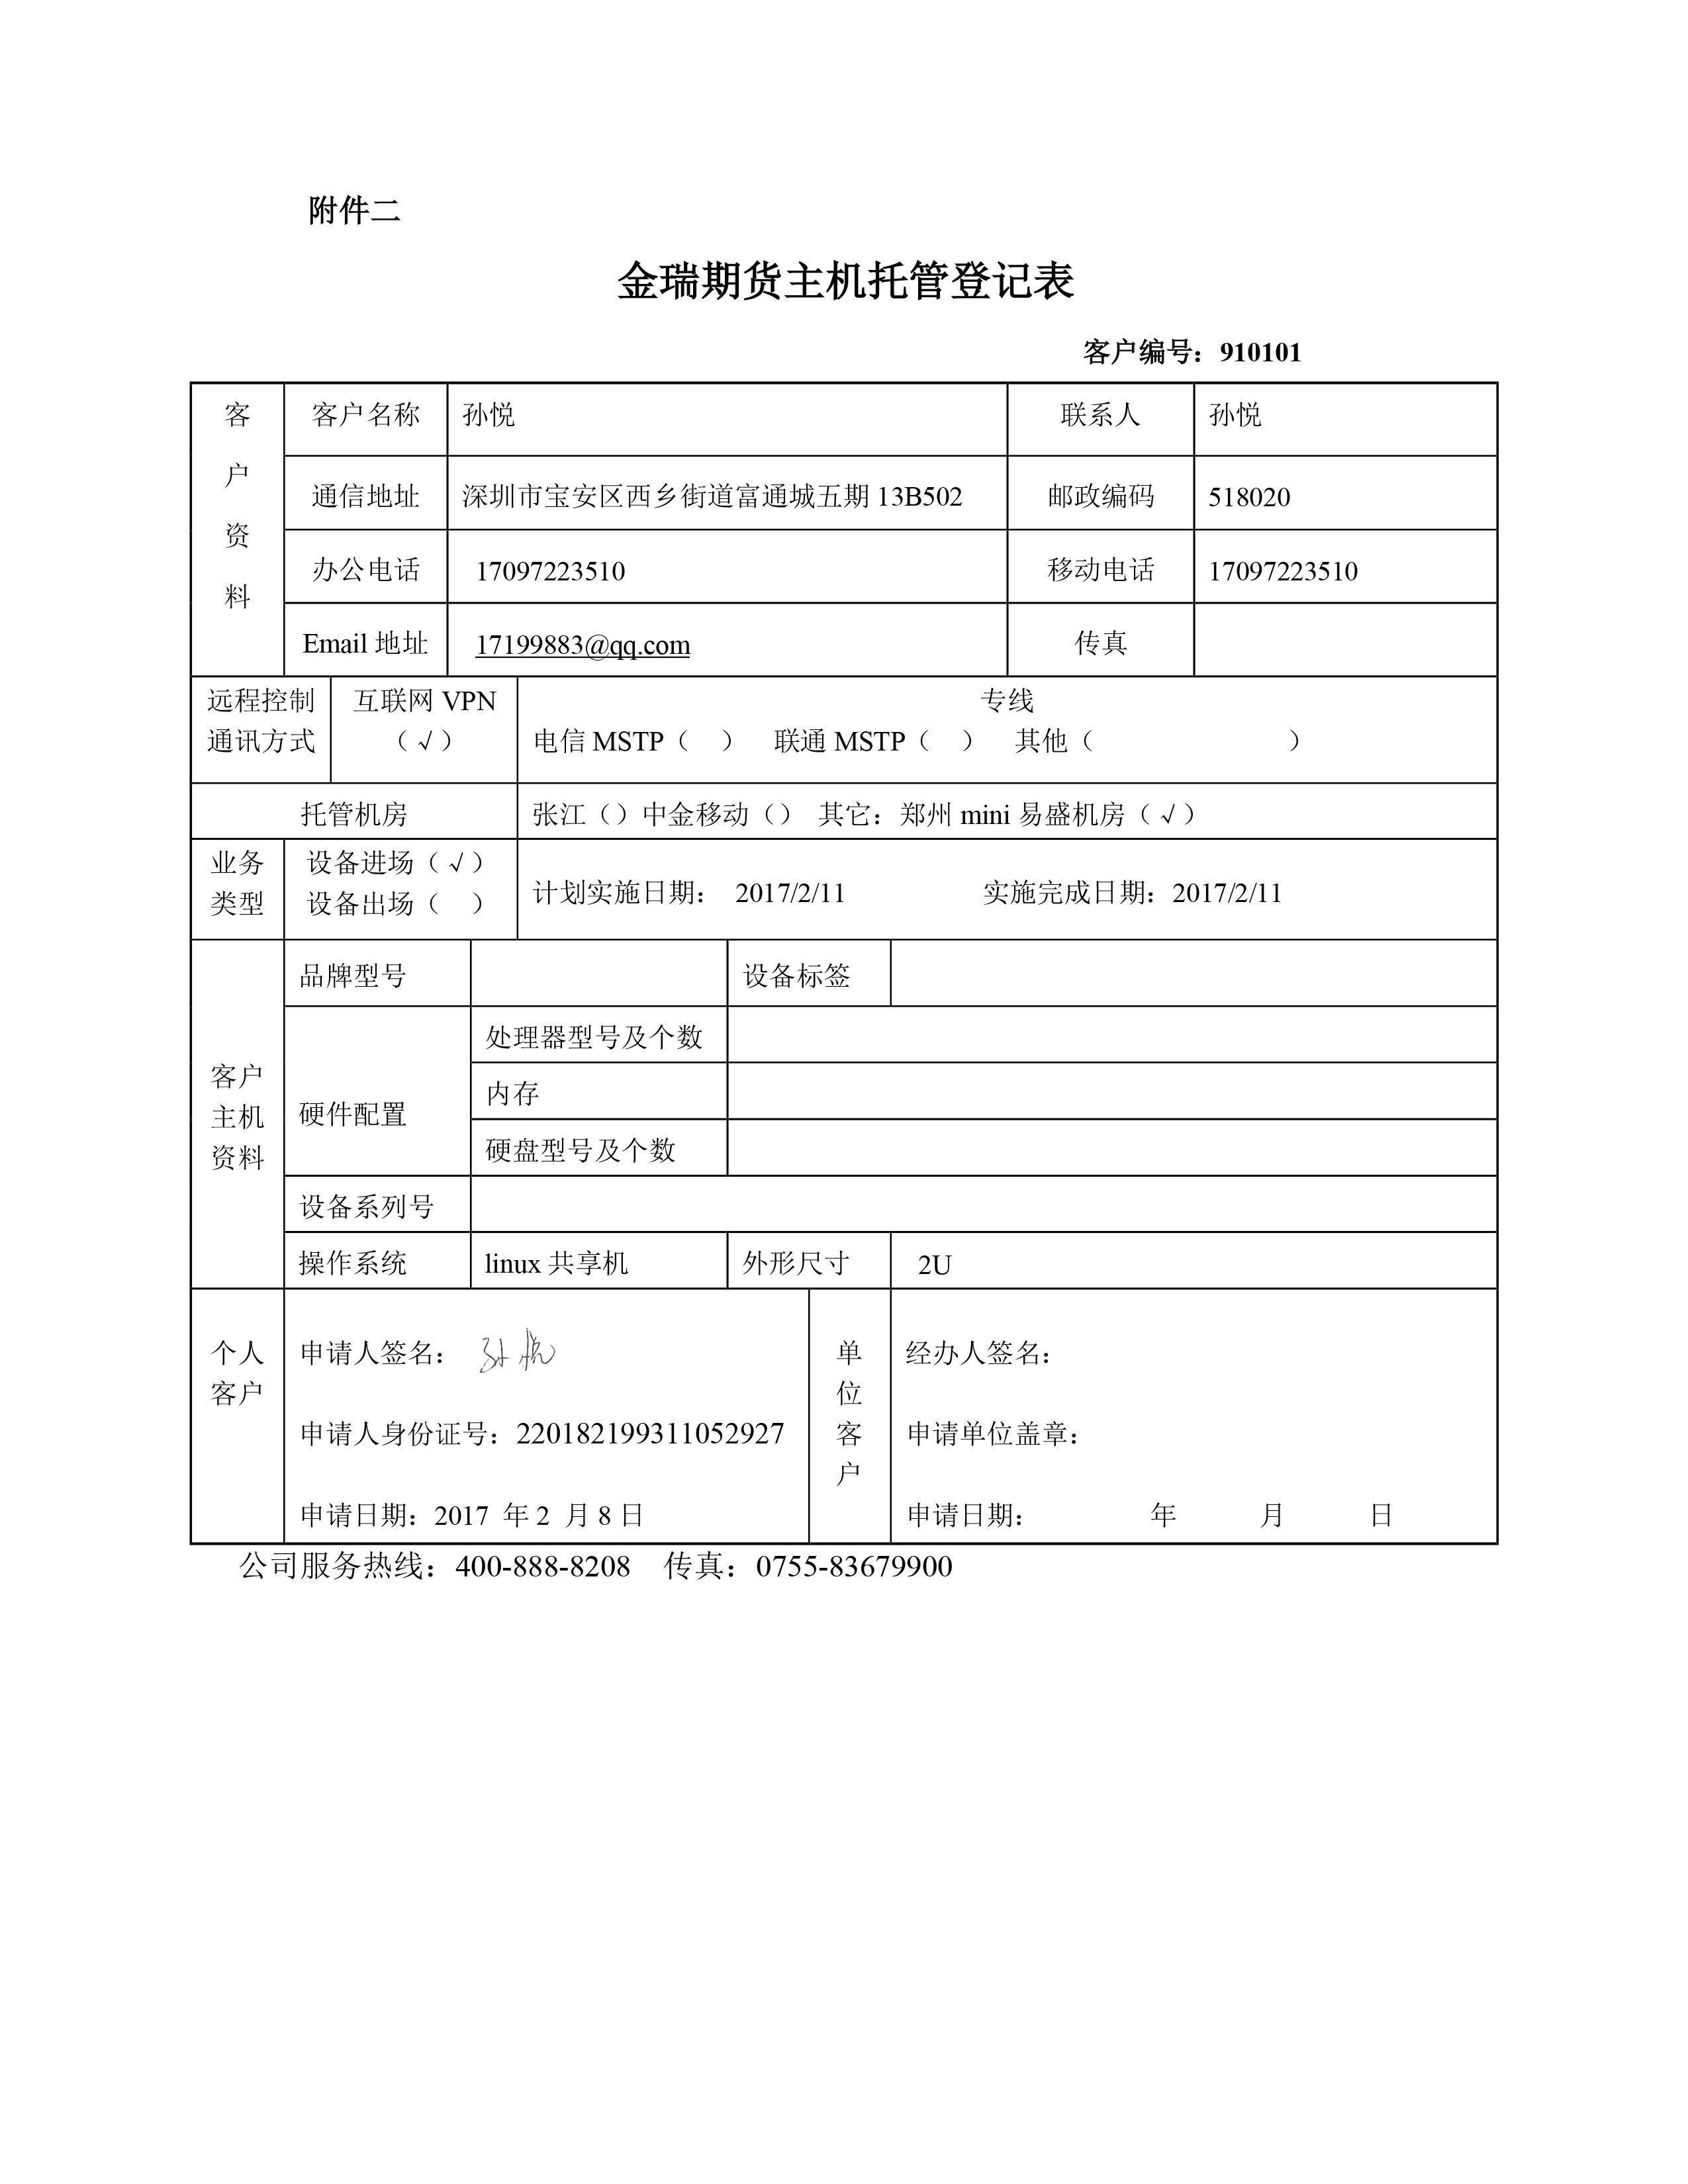 附件二
金瑞期货主机托管登记表
客户编号：910101
客户资料
客户名称 孙悦 联系人 孙悦
通信地址 深圳市宝安区西乡街道富通城五期 13B502 邮政编码 518020
办公电话 17097223510 移动电话 17097223510
Email 地址 17199883@qq.com 传真
远程控制通讯方式
互联网 VPN（√）
专线
电信 MSTP（ ） 联通 MSTP（ ） 其他（ ）
托管机房 张江（）中金移动（） 其它：郑州 mini 易盛机房（√）
业务类型
设备进场（√）
设备出场（ ）
计划实施日期： 2017/2/11 实施完成日期：2017/2/11
客户主机资料
品牌型号 设备标签
硬件配置
处理器型号及个数
内存
硬盘型号及个数
设备系列号
操作系统 linux 共享机 外形尺寸 2U
个人客户
申请人签名： 孙悦
申请人身份证号：220182199311052927
申请日期：2017 年 2 月 8 日
单位客户
经办人签名：
申请单位盖章：
申请日期： 年 月 日
公司服务热线：400-888-8208 传真：0755-83679900